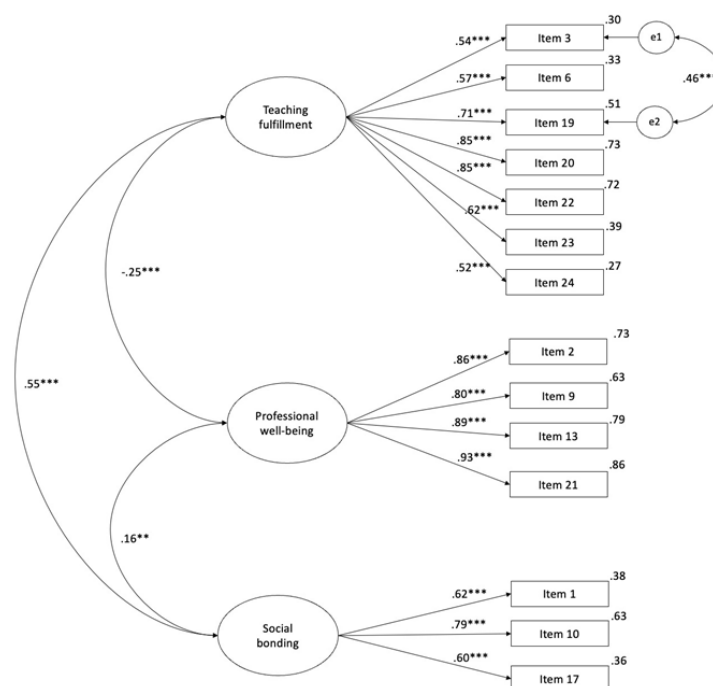 .30
.54***
Item 3
e1
.33
.57***
Item 6
.46***
Teaching
fulfillment
.51
.71***
Item 19
e2
.73
.85***
Item 20
.72
.85***
Item 22
.39
.62***
Item 23
.27
.52***
Item 24
-.25***
.73
.86***
Item 2
.55***
.63
.80***
Item 9
Professional
well-being
.79
.89***
Item 13
.86
.93***
Item 21
.16**
.38
.62***
Item 1
.63
.79***
Item 10
Social
bonding
.36
.60***
Item 17